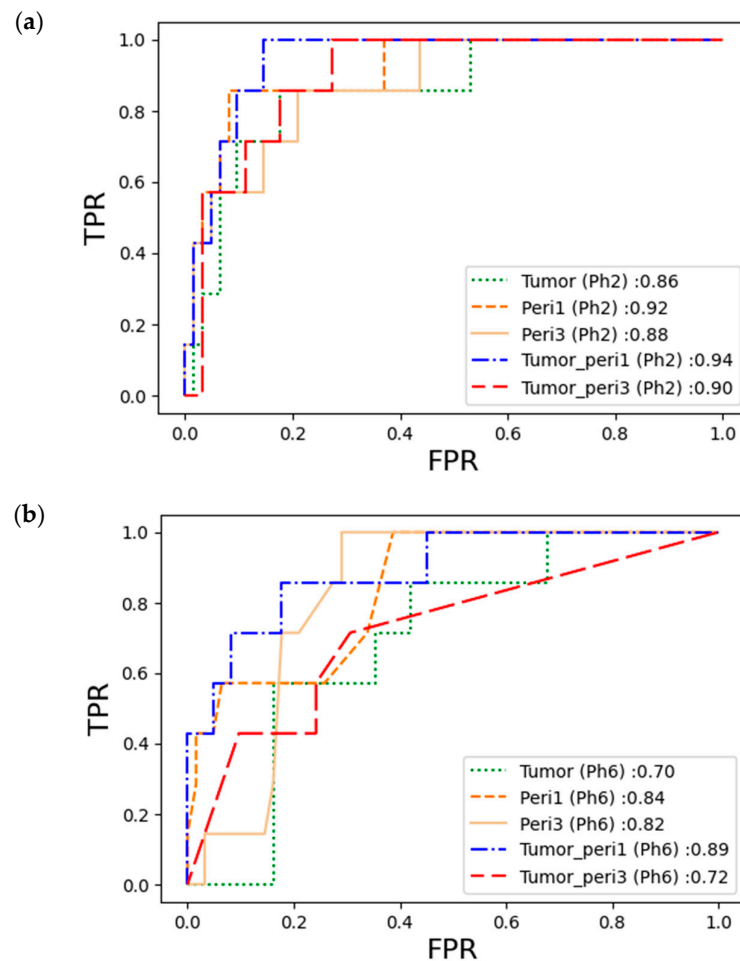 (a)
1.0
0.8
0.6
0.4
0.2
0.0
TPR
Tumor (Ph2) :0.86
Peri1 (Ph2) :0.92
Peri3 (Ph2) :0.88
Tumor_peri1 (Ph2) :0.94
Tumor_peri3 (Ph2) :0.90
0.0 0.2 0.4 0.6 0.8 1.0
FPR
(b)
1.0
0.8
0.6
0.4
0.2
0.0
TPR
Tumor (Ph6) :0.70
Peri1 (Ph6) :0.84
Peri3 (Ph6) :0.82
Tumor_peri1 (Ph6) :0.89
Tumor_peri3 (Ph6) :0.72
0.0 0.2 0.4 0.6 0.8 1.0
FPR